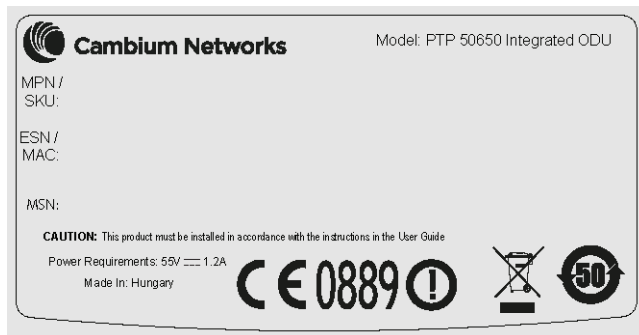 Cambium Networks
Model: PTP 50650 Integrated ODU
MPN /
SKU:
ESN /
MAC:
MSN:
CAUTION: This product must be installed in accordance with the instructions in the User Guide
Power Requirements: 55V ⎓ 1.2A
Made In: Hungary
CE 0889
50